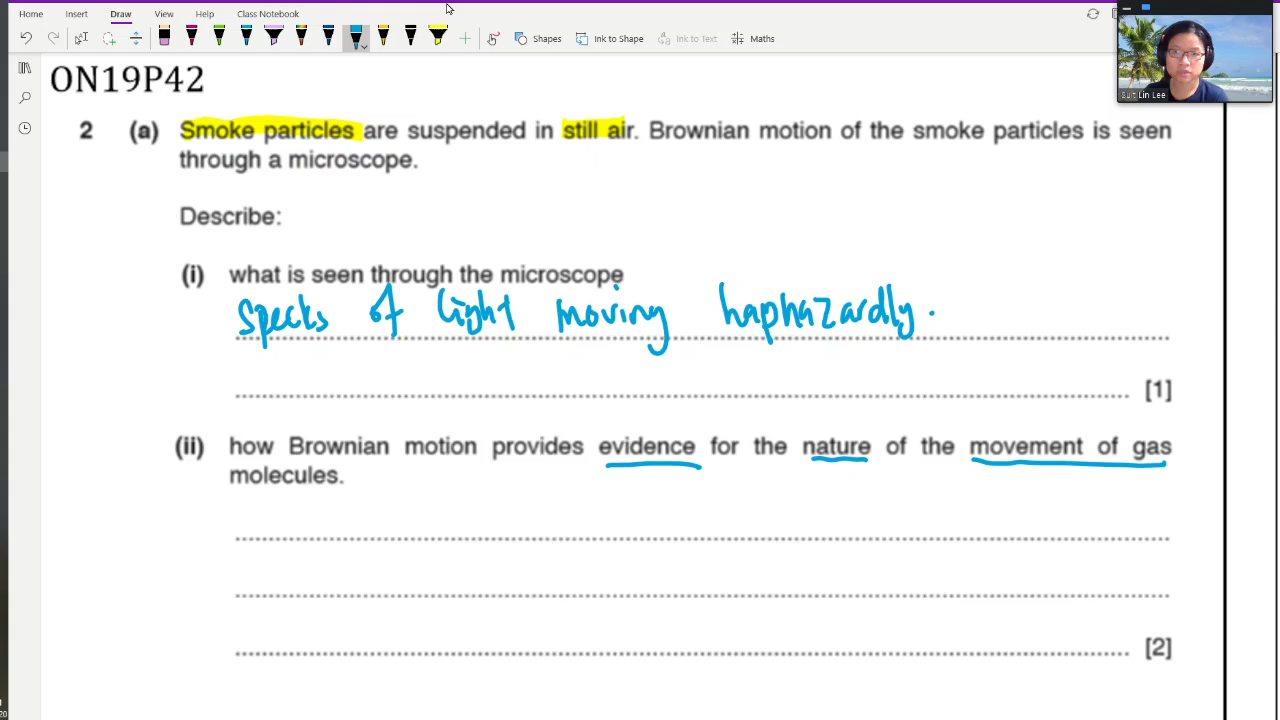 Home Insert Draw View Help Class Notebook
Shapes Ink to Shape Ink to Text Maths
ON19P42
Suit Lin Lee
2 (a) Smoke particles are suspended in still air. Brownian motion of the smoke particles is seen
through a microscope.
Describe:
(i) what is seen through the microscope
specks of light moving haphazardly.
[1]
(ii) how Brownian motion provides evidence for the nature of the movement of gas
molecules.
[2]